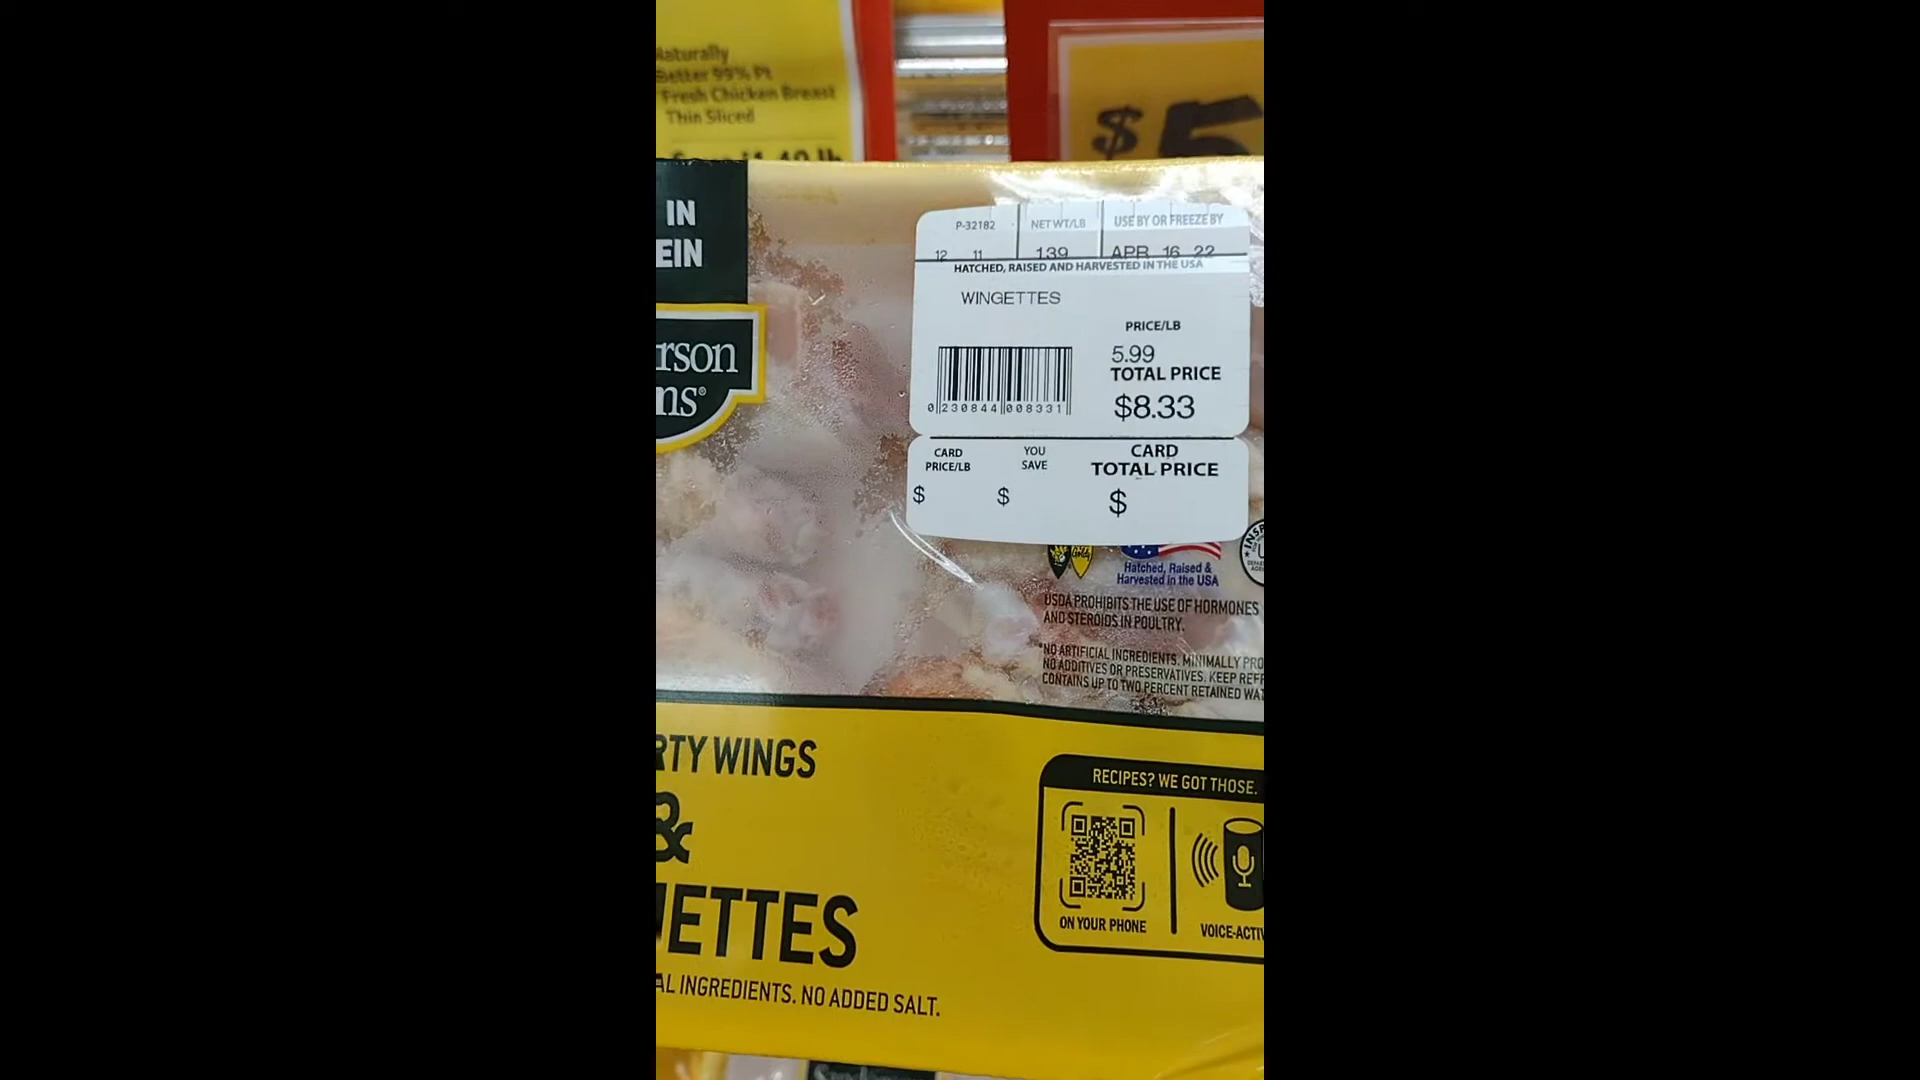 Naturally
Better 99% Ft
Fresh Chicken Breast
Thin Sliced
$5
IN
EIN
P-32182 NET WT/LB USE BY OR FREEZE BY
12 11 1.39 APR 16 22
HATCHED, RAISED AND HARVESTED IN THE USA
WINGETTES
PRICE/LB
5.99
TOTAL PRICE
$8.33
0 230844 008331
rson
ns®
CARD PRICE/LB
YOU SAVE
CARD TOTAL PRICE
$ $ $
Goldy
Hatched, Raised &
Harvested in the USA
USDA PROHIBITS THE USE OF HORMONES
AND STEROIDS IN POULTRY.
*NO ARTIFICIAL INGREDIENTS. MINIMALLY PRO
NO ADDITIVES OR PRESERVATIVES. KEEP REF
CONTAINS UP TO TWO PERCENT RETAINED WAT
RTY WINGS
&
ETTES
AL INGREDIENTS. NO ADDED SALT.
RECIPES? WE GOT THOSE.
ON YOUR PHONE
VOICE-ACTIV